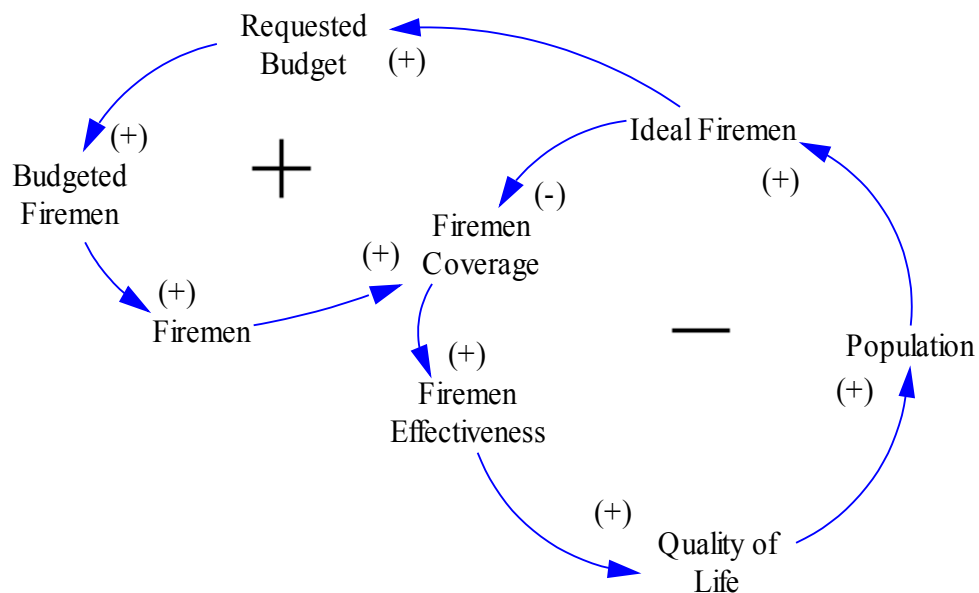 Requested
Budget
(+)
(+)
Ideal Firemen
(+)
Budgeted
Firemen
+
(-)
Firemen
Coverage
(+)
(+)
Firemen
—
Population
(+)
(+)
Firemen
Effectiveness
(+)
Quality of
Life